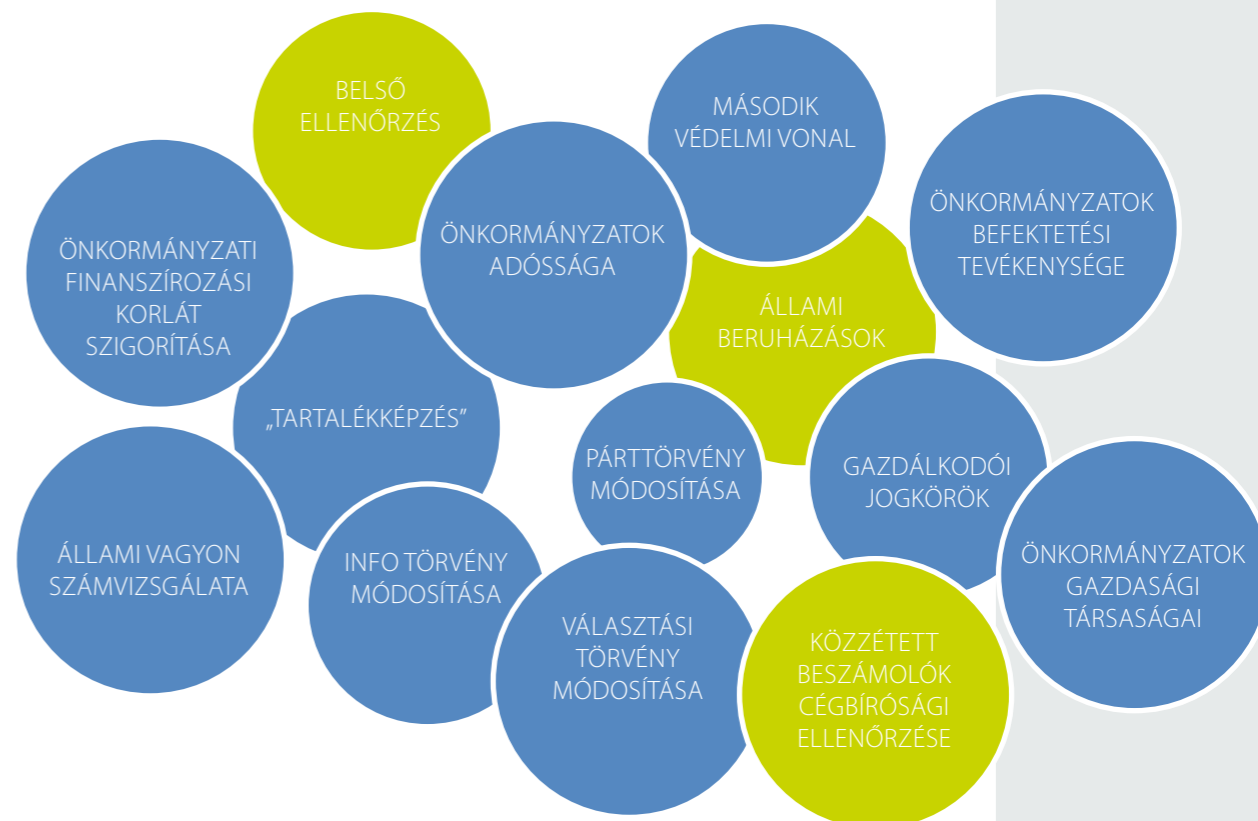 BELSŐ
ELLENŐRZÉS
MÁSODIK
VÉDELMI VONAL
ÖNKORMÁNYZATI
FINANSZÍROZÁSI
KORLÁT
SZIGORÍTÁSA
ÖNKORMÁNYZATOK
ADÓSSÁGA
ÁLLAMI
BERUHÁZÁSOK
ÖNKORMÁNYZATOK
BEFEKTETÉSI
TEVÉKENYSÉGE
„TARTALÉKKÉPZÉS”
PÁRTTÖRVÉNY
MÓDOSÍTÁSA
GAZDÁLKODÓI
JOGKÖRÖK
ÁLLAMI VAGYON
SZÁMVIZSGÁLATA
INFO TÖRVÉNY
MÓDOSÍTÁSA
VÁLASZTÁSI
TÖRVÉNY
MÓDOSÍTÁSA
KÖZZÉTETT
BESZÁMOLÓK
CÉGBÍRÓSÁGI
ELLENŐRZÉSE
ÖNKORMÁNYZATOK
GAZDASÁGI
TÁRSASÁGAI